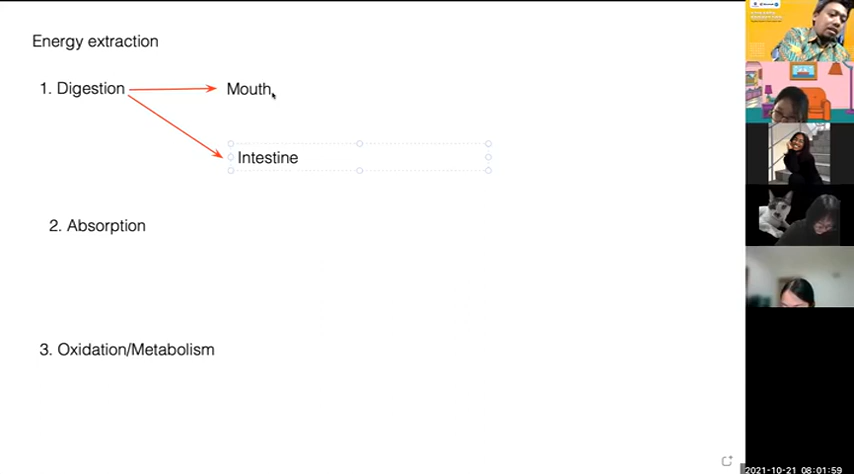 Energy extraction
1. Digestion
Mouth
Intestine
2. Absorption
3. Oxidation/Metabolism
2021-10-21 08:01:59